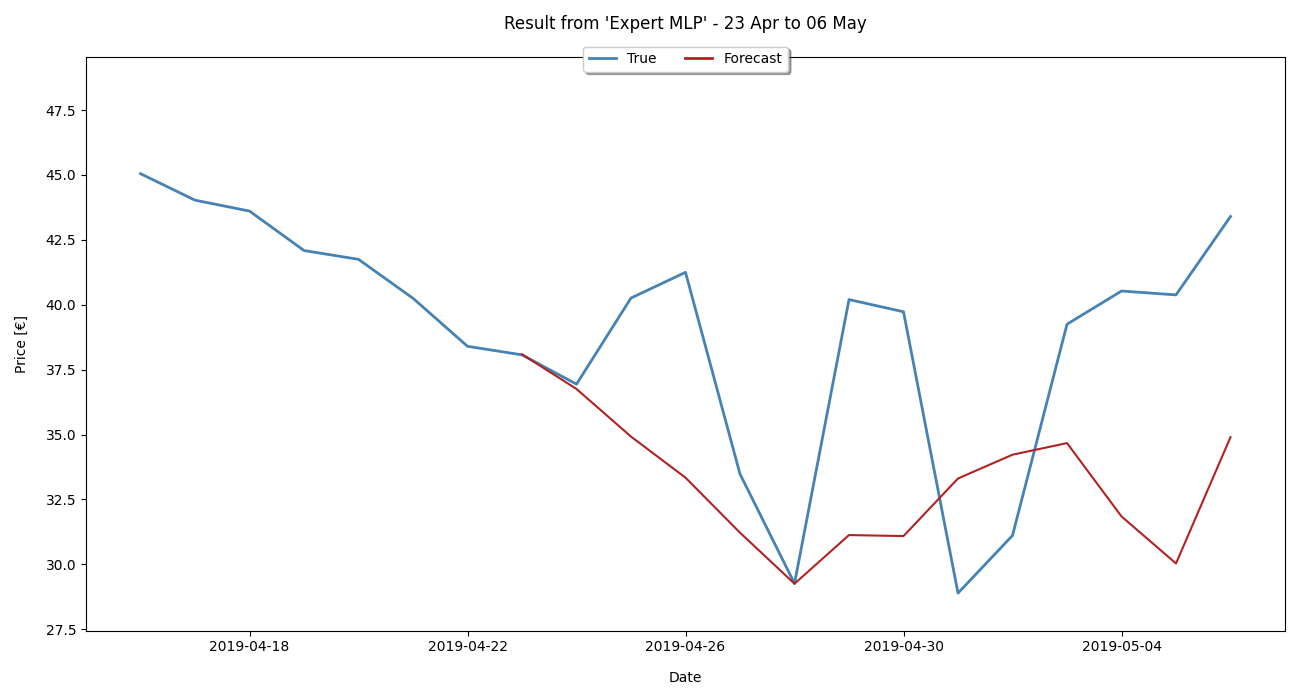 Result from 'Expert MLP' - 23 Apr to 06 May
True Forecast
47.5
45.0
42.5
40.0
37.5
35.0
32.5
30.0
27.5
Price [€]
2019-04-18 2019-04-22 2019-04-26 2019-04-30 2019-05-04
Date